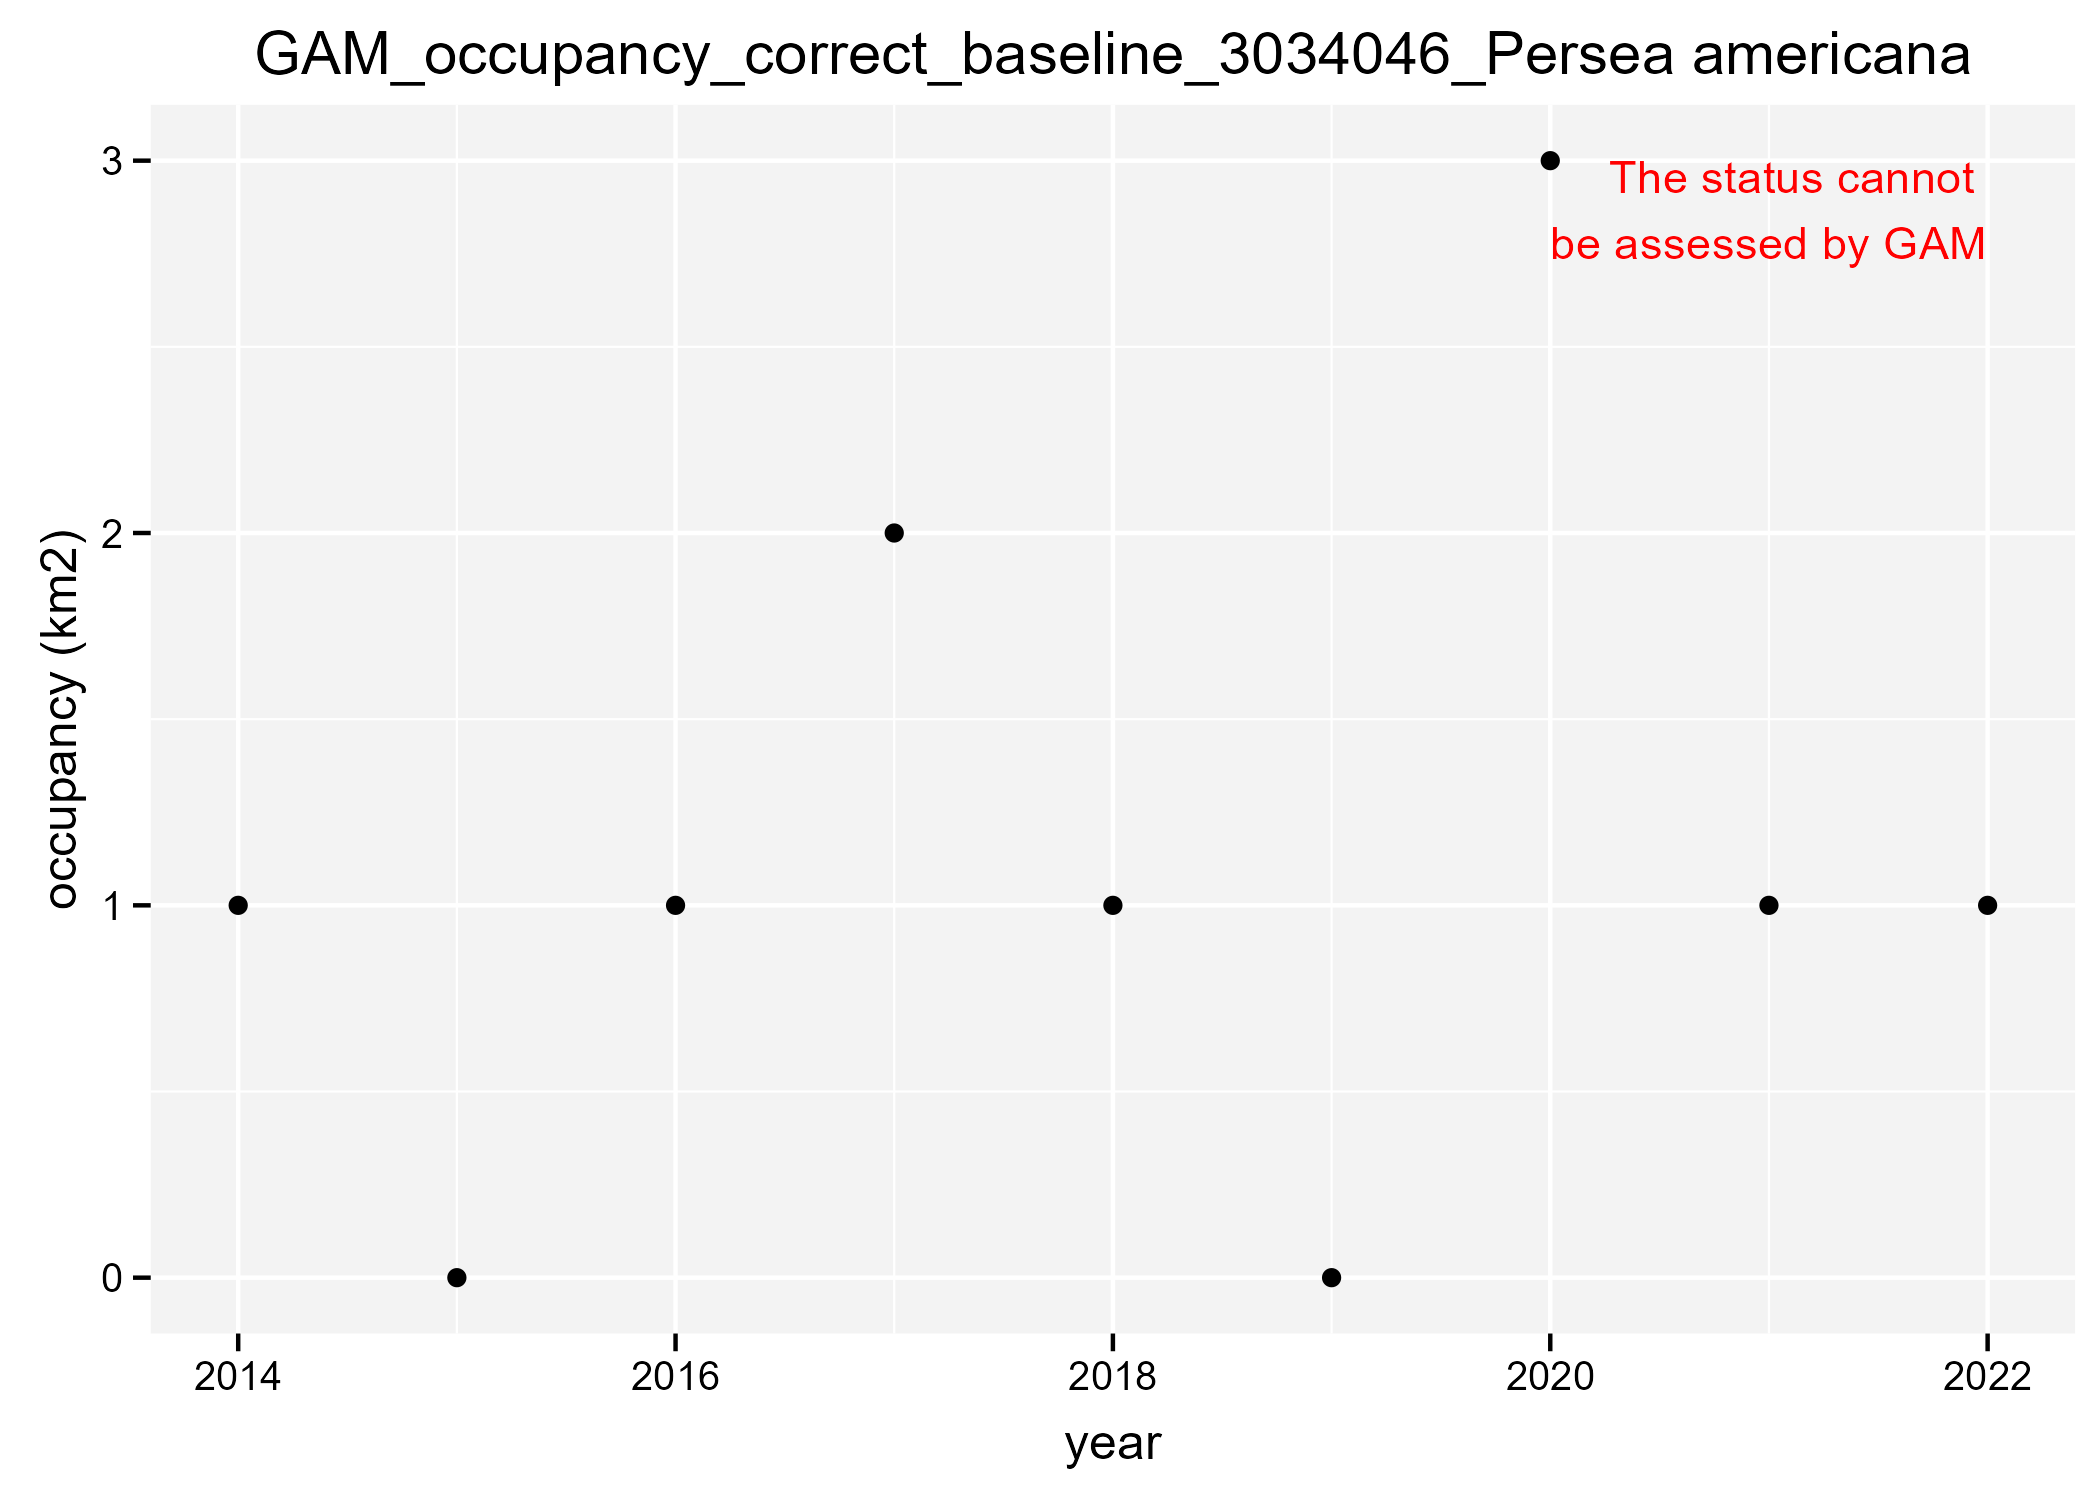 GAM_occupancy_correct_baseline_3034046_Persea americana
3
The status cannot
be assessed by GAM
2
1
0
occupancy (km2)
2014 2016 2018 2020 2022
year